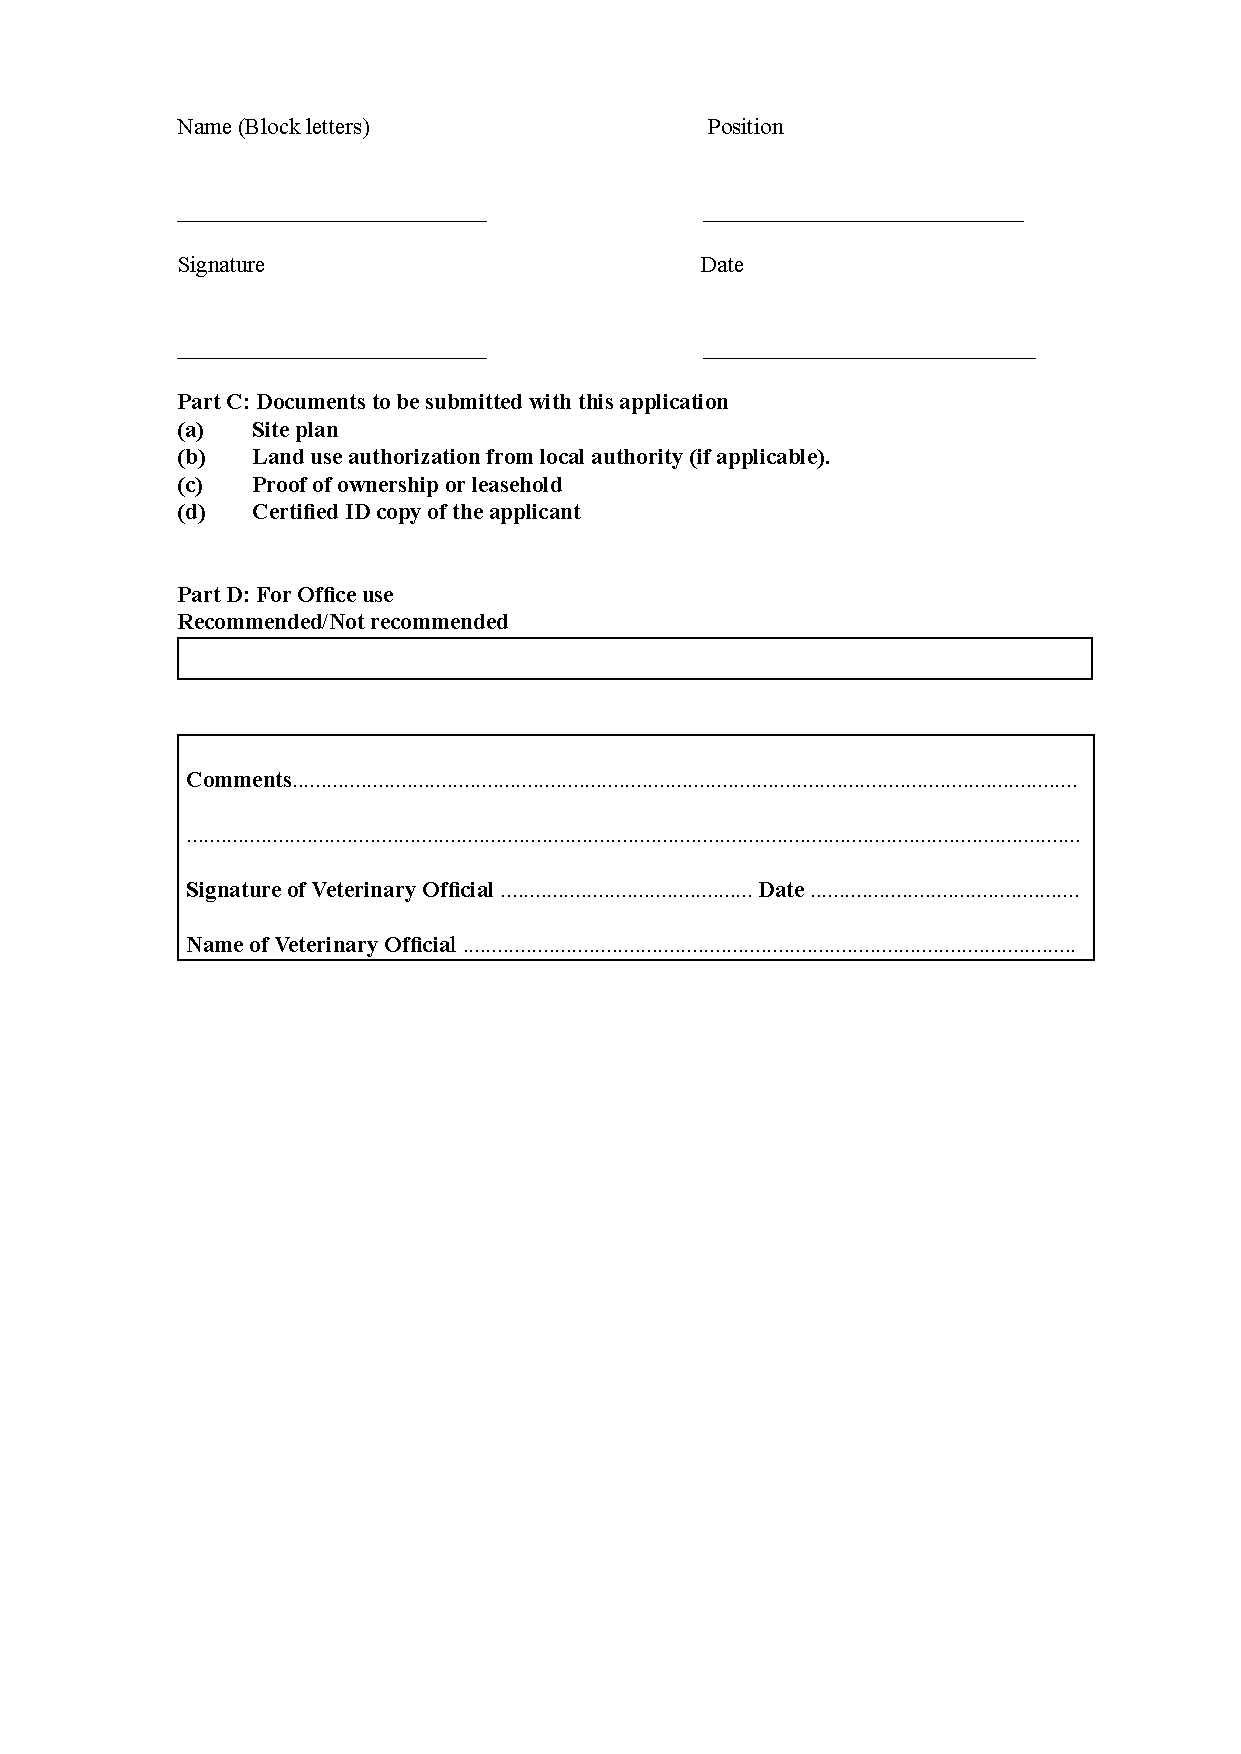 Name (Block letters) Position
Signature Date
Part C: Documents to be submitted with this application
(a) Site plan
(b) Land use authorization from local authority (if applicable).
(c) Proof of ownership or leasehold
(d) Certified ID copy of the applicant
Part D: For Office use
Recommended/Not recommended
Comments..........................................................................................................................................
.............................................................................................................................................................
Signature of Veterinary Official ............................................ Date ...............................................
Name of Veterinary Official ...........................................................................................................